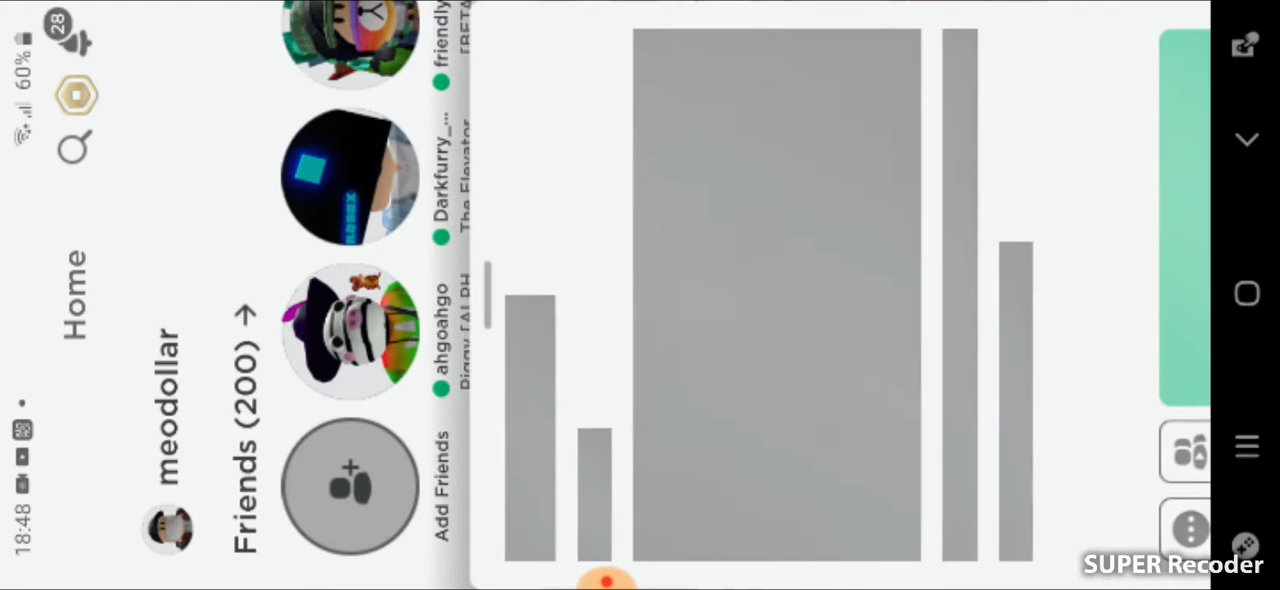 18:48
60%
28
Home
meodollar
Friends (200) →
Add Friends
ahgoahgo
Piggy [ALPH
Darkfurry_...
The Elevator
friendly
[BETA
ROBOX
SUPER Recoder